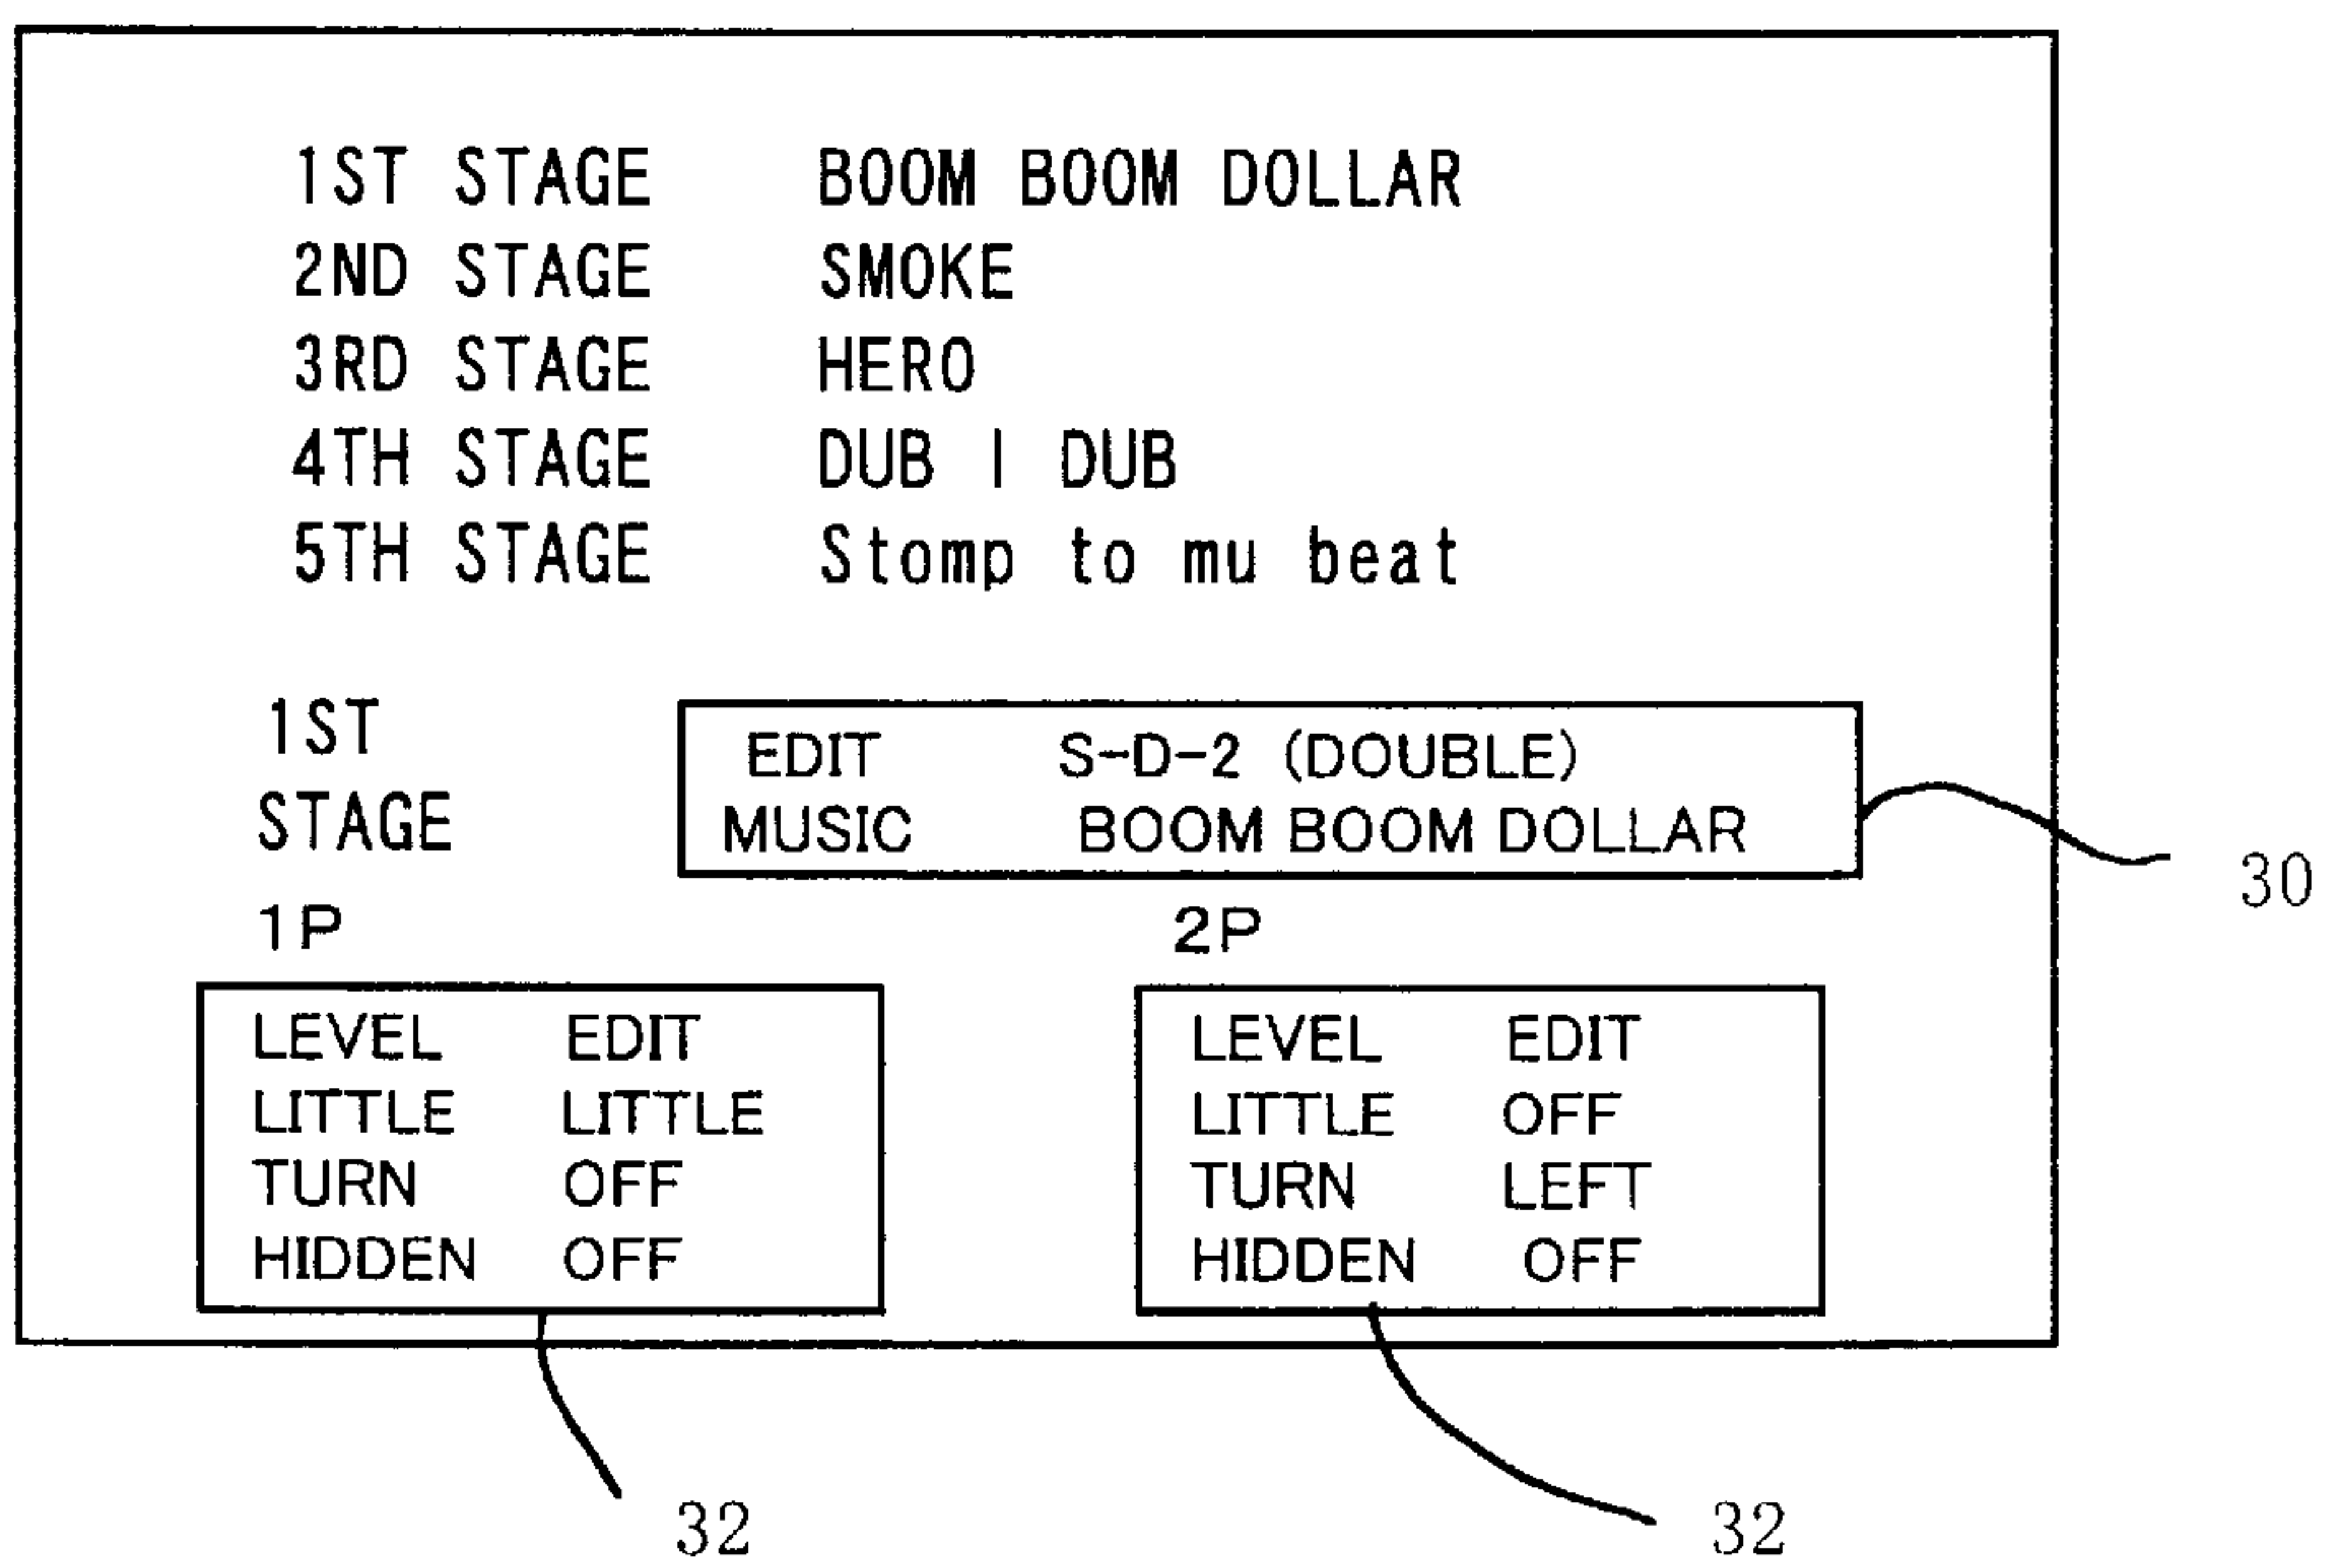 1ST STAGE BOOM BOOM DOLLAR
2ND STAGE SMOKE
3RD STAGE HERO
4TH STAGE DUB I DUB
5TH STAGE Stomp to mu beat
1ST
STAGE
EDIT S-D-2 (DOUBLE)
MUSIC BOOM BOOM DOLLAR
30
1P
LEVEL EDIT
LITTLE LITTLE
TURN OFF
HIDDEN OFF
32
2P
LEVEL EDIT
LITTLE OFF
TURN LEFT
HIDDEN OFF
32